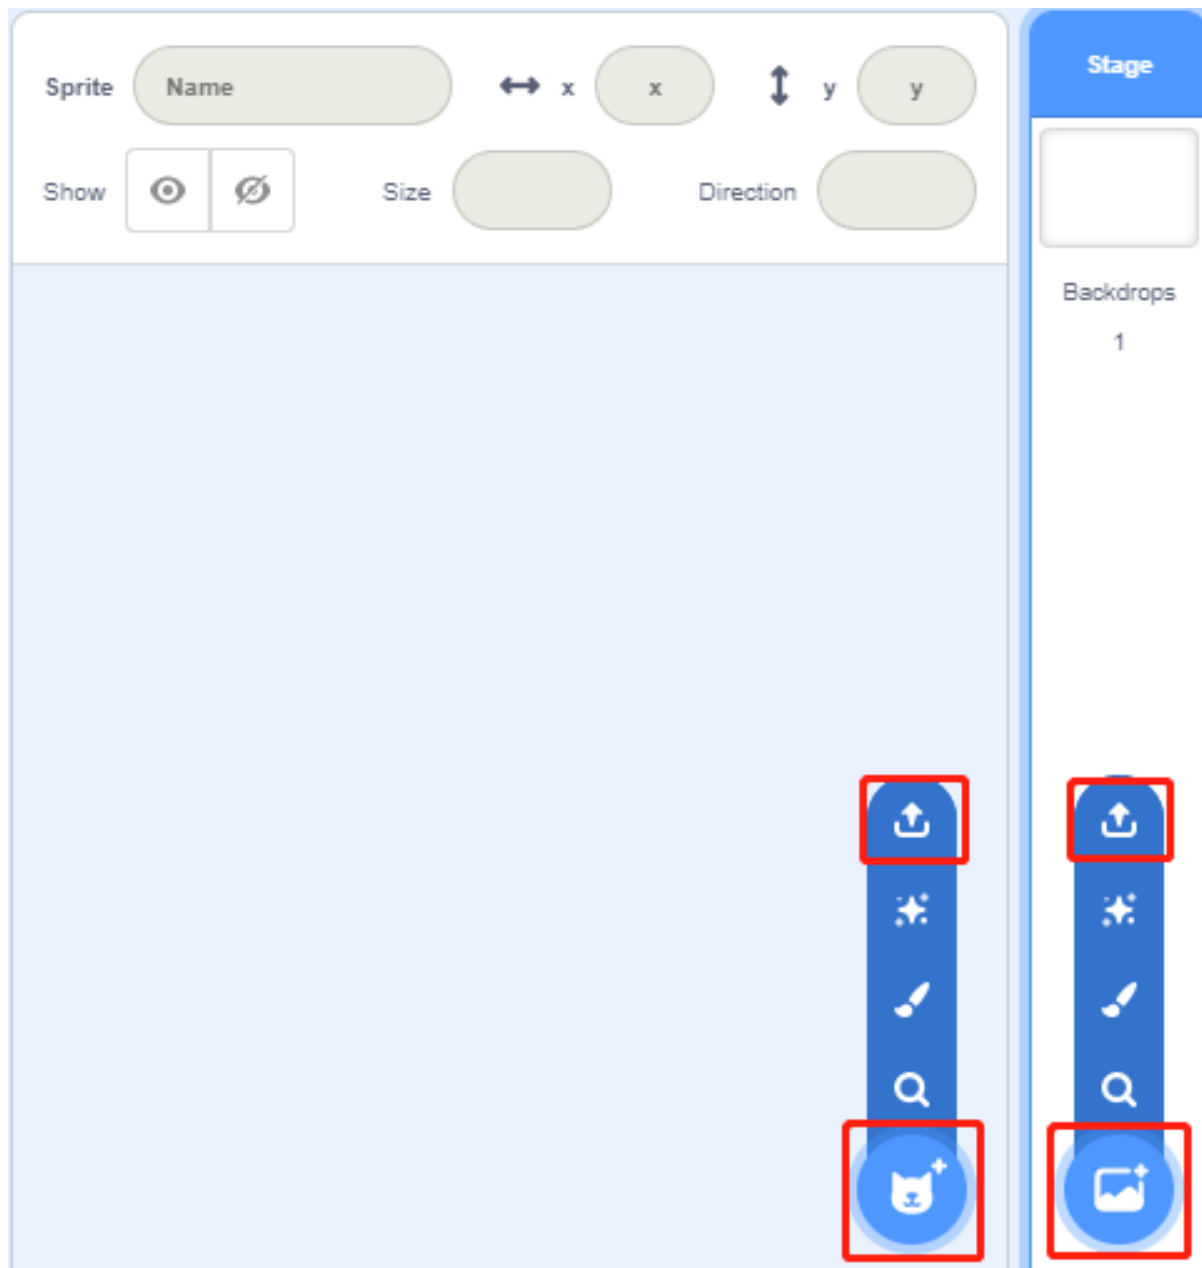 Sprite Name x x y y
Show Size Direction
Stage
Backdrops
1